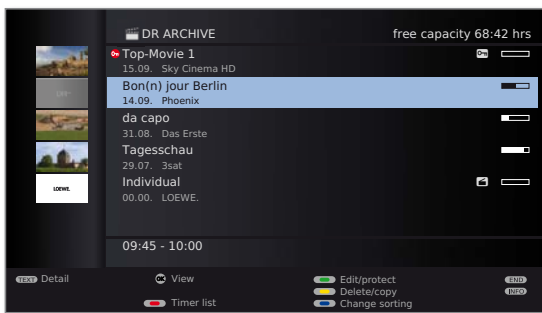 DR ARCHIVE free capacity 68:42 hrs
Top-Movie 1
15.09. Sky Cinema HD
Bon(n) jour Berlin
14.09. Phoenix
da capo
31.08. Das Erste
Tagesschau
29.07. 3sat
Individual
00.00. LOEWE.
LOEWE.
09:45 - 10:00
TEXT Detail OK View Edit/protect END
Delete/copy INFO
Timer list Change sorting